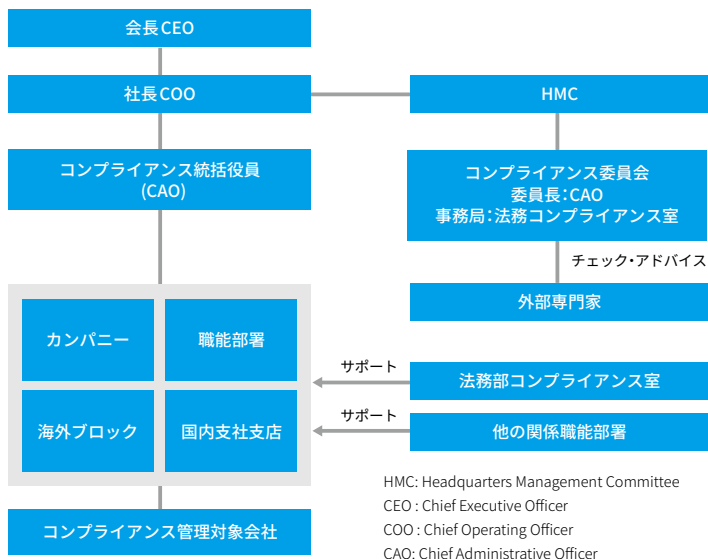 会長CEO
社長COO
HMC
コンプライアンス統括役員
(CAO)
コンプライアンス委員会
委員長:CAO
事務局:法務コンプライアンス室
チェック・アドバイス
外部専門家
カンパニー
職能部署
海外ブロック
国内支社支店
サポート
法務部コンプライアンス室
サポート
他の関係職能部署
コンプライアンス管理対象会社
HMC: Headquarters Management Committee
CEO : Chief Executive Officer
COO : Chief Operating Officer
CAO: Chief Administrative Officer